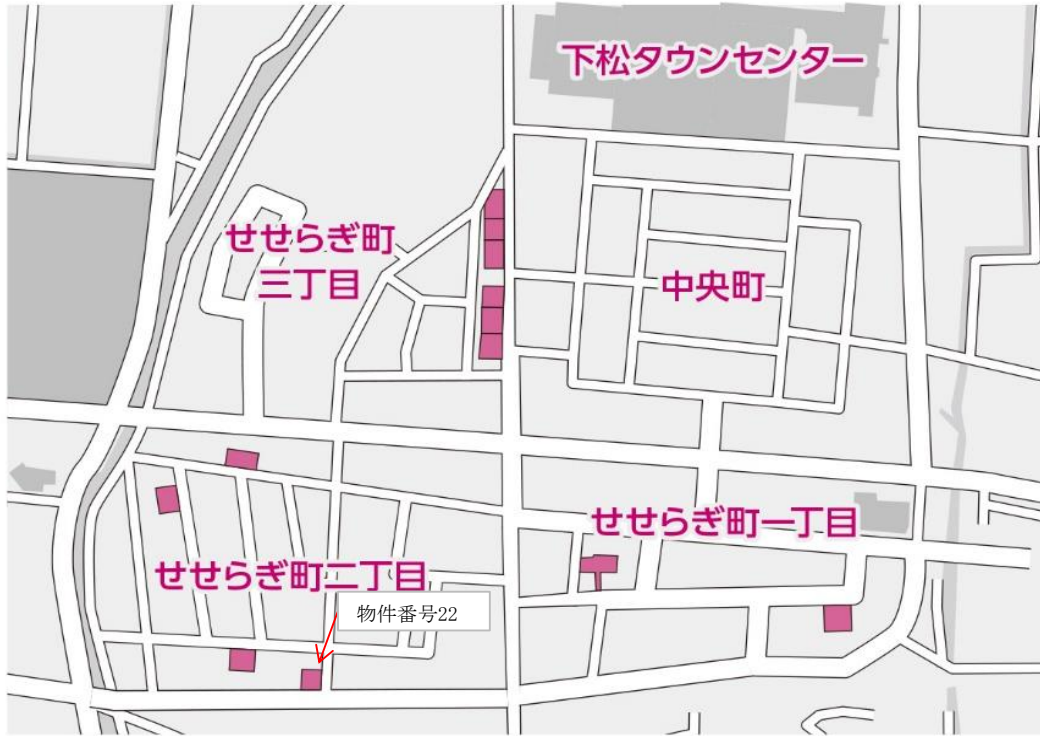 下松タウンセンター
せせらぎ町
三丁目
中央町
せせらぎ町一丁目
せせらぎ町二丁目
物件番号22